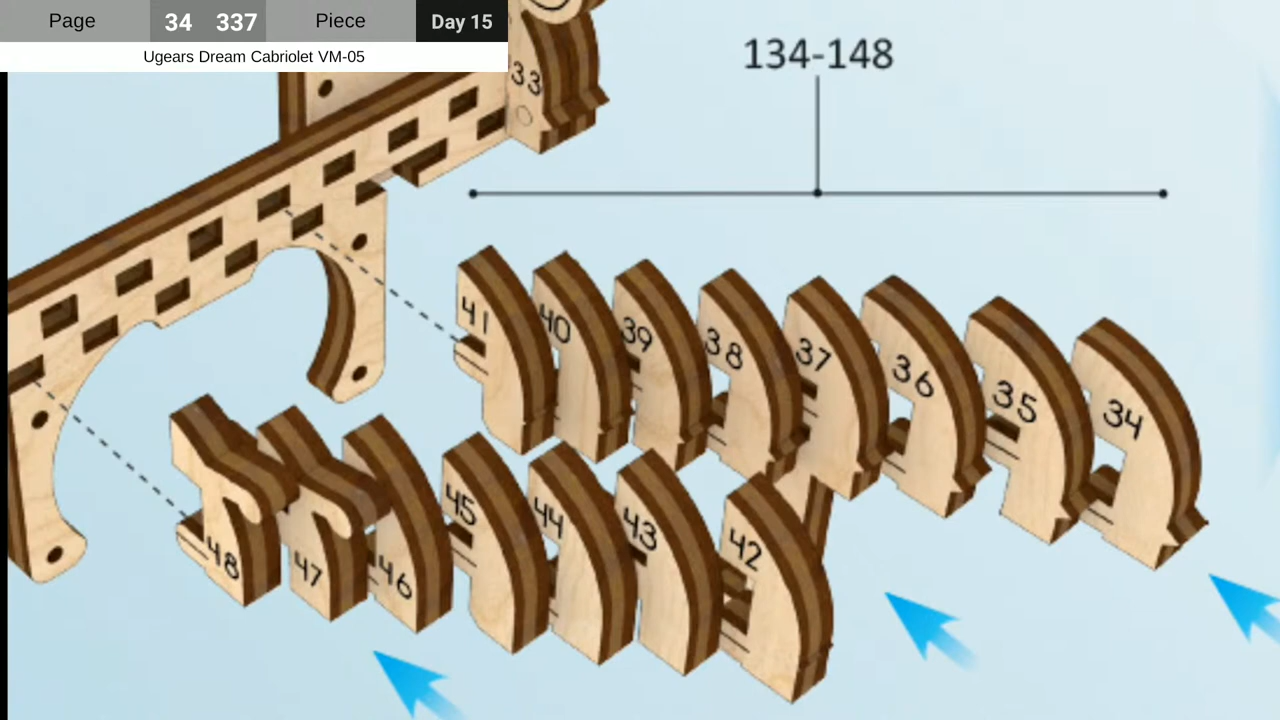 Page 34 337 Piece Day 15
Ugears Dream Cabriolet VM-05
134-148
33
41 40 39 38 37 36 35 34
48 47 46 45 44 43 42